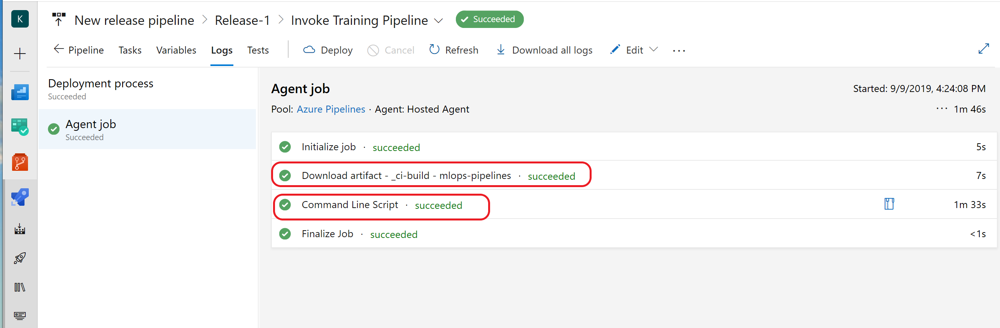 K
New release pipeline > Release-1 > Invoke Training Pipeline Succeeded
Pipeline Tasks Variables Logs Tests Deploy Cancel Refresh Download all logs Edit ...
Deployment process
Succeeded
Agent job
Succeeded
Agent job
Started: 9/9/2019, 4:24:08 PM
Pool: Azure Pipelines · Agent: Hosted Agent
··· 1m 46s
Initialize job · succeeded 5s
Download artifact - _ci-build - mlops-pipelines · succeeded 7s
Command Line Script · succeeded 1m 33s
Finalize Job · succeeded <1s